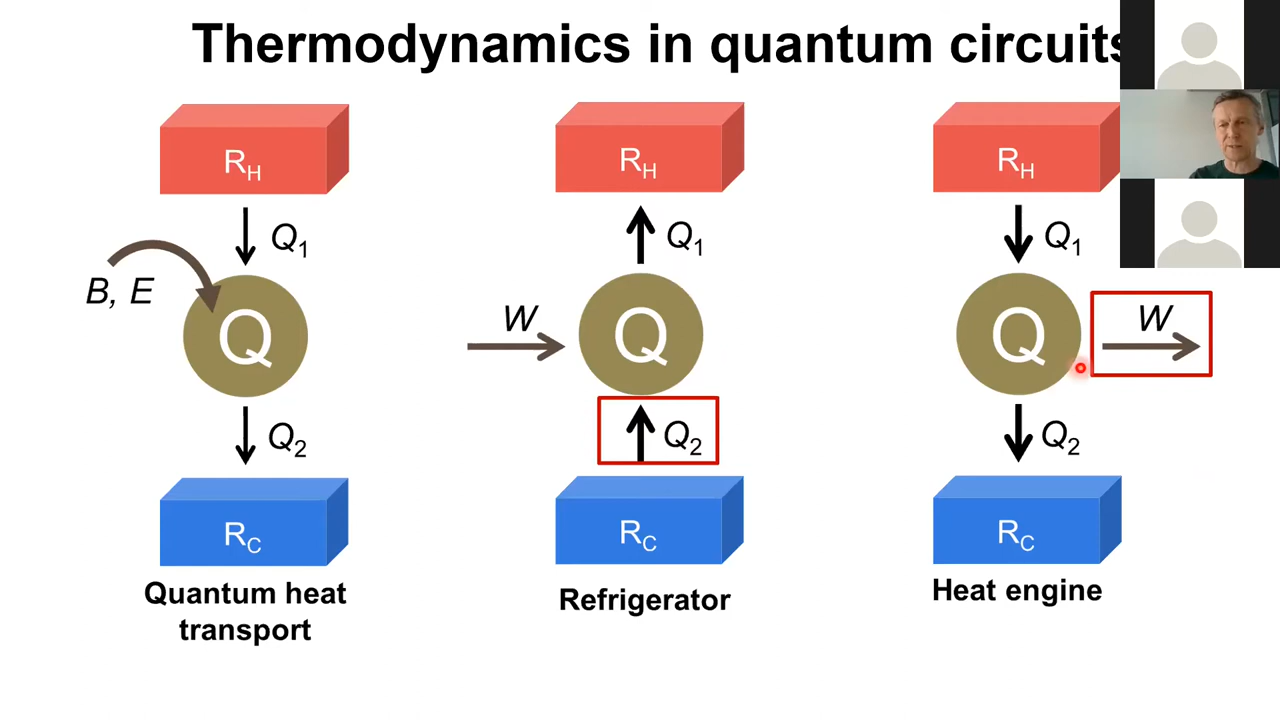 Thermodynamics in quantum circuits
R_H
Q_1
B, E
Q
Q_2
R_C
Quantum heat
transport
R_H
Q_1
W
Q
Q_2
R_C
Refrigerator
R_H
Q_1
W
Q
Q_2
R_C
Heat engine